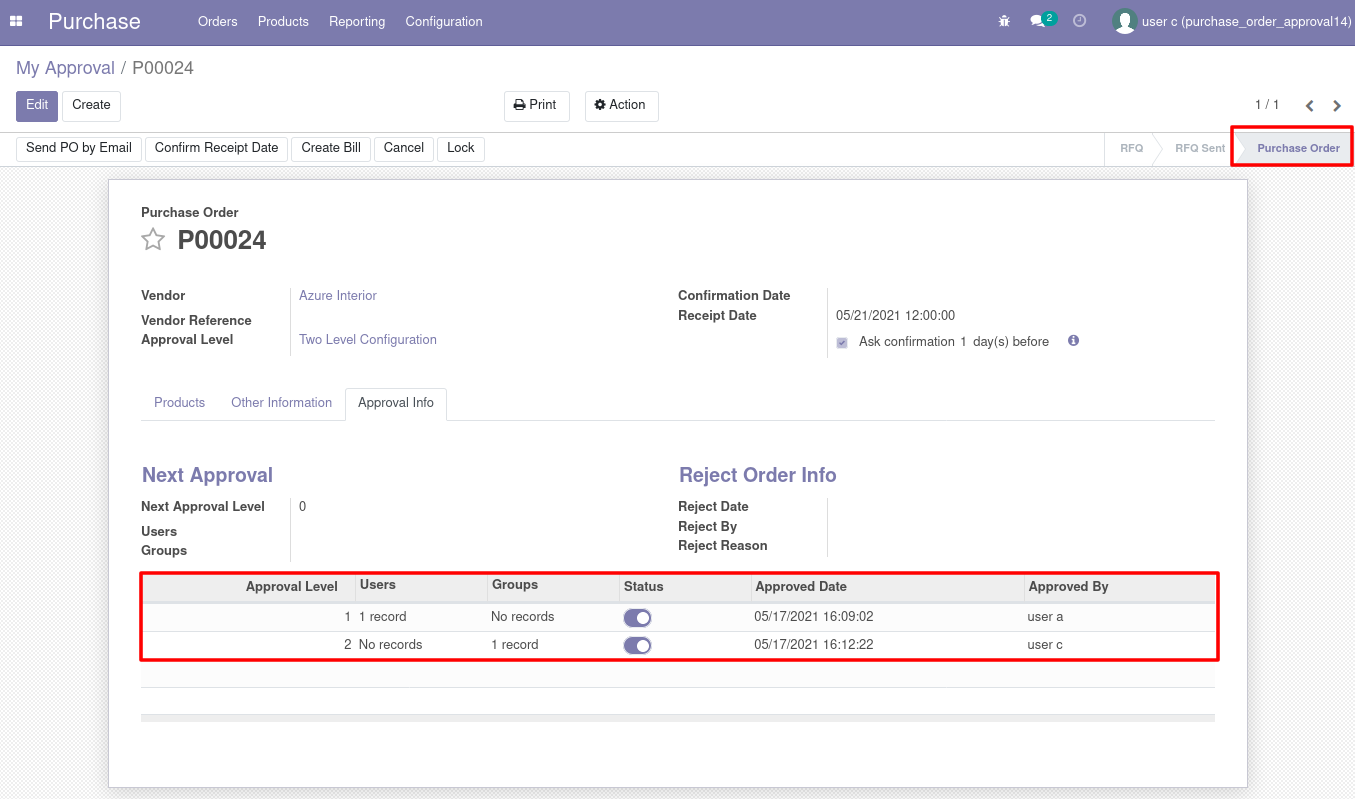 Purchase Orders Products Reporting Configuration 2 user c (purchase_order_approval14)
My Approval / P00024
Edit Create Print Action 1 / 1
Send PO by Email Confirm Receipt Date Create Bill Cancel Lock RFQ RFQ Sent Purchase Order
Purchase Order
P00024
Vendor Azure Interior Confirmation Date
Vendor Reference Receipt Date 05/21/2021 12:00:00
Approval Level Two Level Configuration Ask confirmation 1 day(s) before
Products Other Information Approval Info
Next Approval Reject Order Info
Next Approval Level 0 Reject Date
Users Reject By
Groups Reject Reason
Approval Level Users Groups Status Approved Date Approved By
1 1 record No records 05/17/2021 16:09:02 user a
2 No records 1 record 05/17/2021 16:12:22 user c